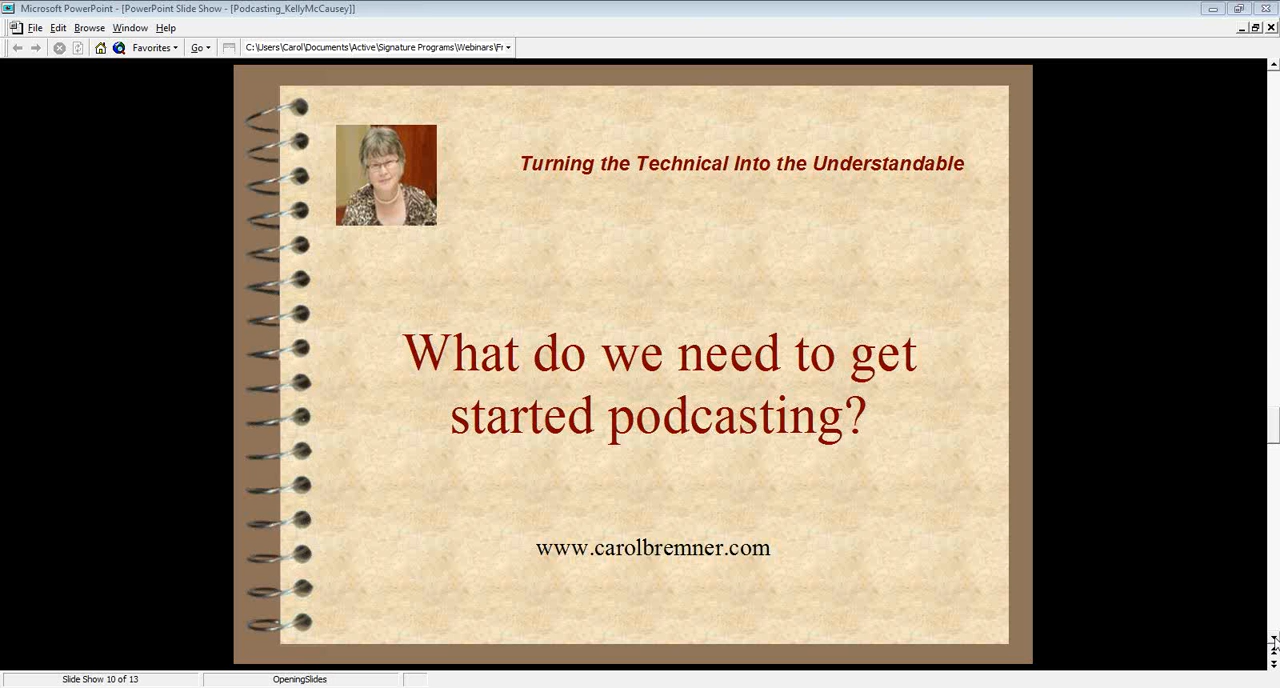 Microsoft PowerPoint - [PowerPoint Slide Show - [Podcasting_KellyMcCausey]]
File Edit Browse Window Help
Favorites Go C:\Users\Carol\Documents\Active\Signature Programs\Webinars\Fr
Turning the Technical Into the Understandable
What do we need to get
started podcasting?
www.carolbremner.com
Slide Show 10 of 13 OpeningSlides